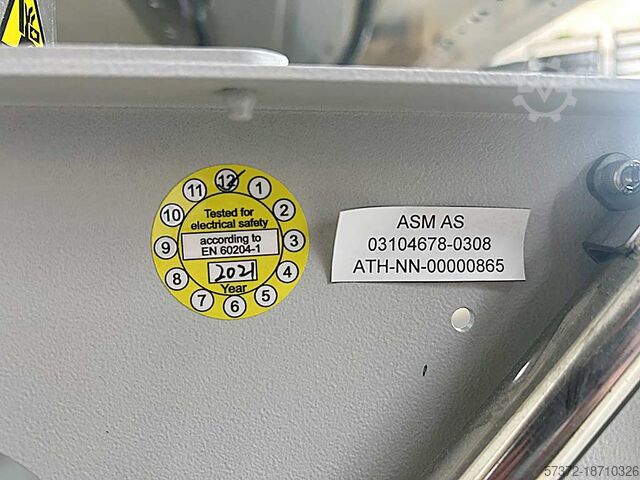 12
11
1
10
2
9
3
8
4
7
6
5
Tested for
electrical safety
according to
EN 60204-1
2021
Year
ASM AS
03104678-0308
ATH-NN-00000865
57372-18710326